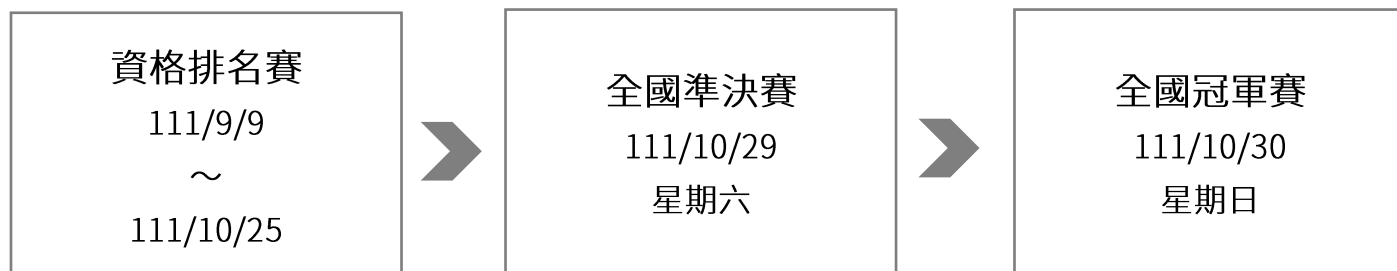 資格排名賽
111/9/9
～
111/10/25
全國準決賽
111/10/29
星期六
全國冠軍賽
111/10/30
星期日